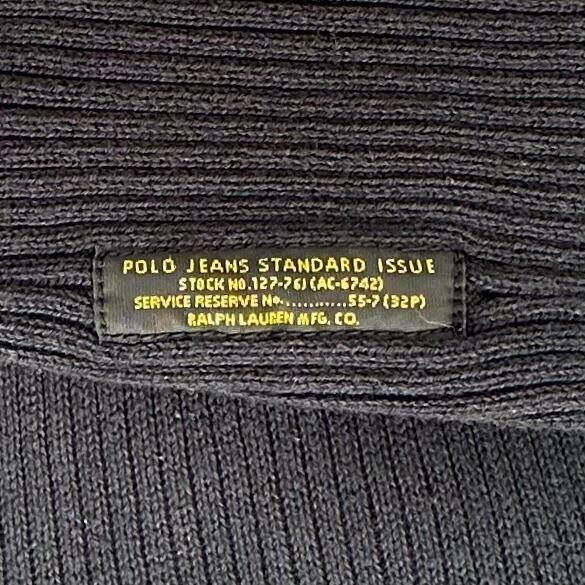 POLO JEANS STANDARD ISSUE
STOCK NO.127-76J (AC-6742)
SERVICE RESERVE No............55-7 (32P)
RALPH LAUREN MFG. CO.